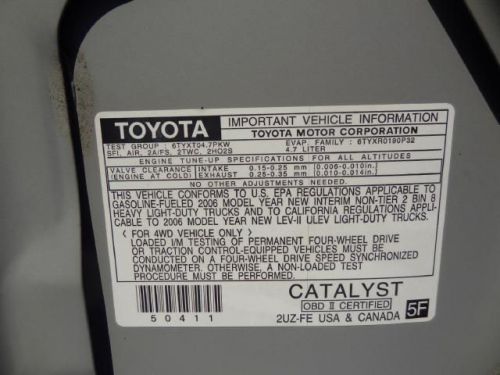 TOYOTA
IMPORTANT VEHICLE INFORMATION
TOYOTA MOTOR CORPORATION
TEST GROUP : 6TYXT04.7PKW
EVAP. FAMILY : 6TYXR0190P32
SFI, AIR, 2A/FS, 2TWC, 2HO2S
4.7 LITER
ENGINE TUNE-UP SPECIFICATIONS FOR ALL ALTITUDES
VALVE CLEARANCE INTAKE 0.15-0.25 mm (0.006-0.010in.)
(ENGINE AT COLD) EXHAUST 0.25-0.35 mm (0.010-0.014in.)
NO OTHER ADJUSTMENTS NEEDED.
THIS VEHICLE CONFORMS TO U.S. EPA REGULATIONS APPLICABLE TO
GASOLINE-FUELED 2006 MODEL YEAR NEW INTERIM NON-TIER 2 BIN 8
HEAVY LIGHT-DUTY TRUCKS AND TO CALIFORNIA REGULATIONS APPLI-
CABLE TO 2006 MODEL YEAR NEW LEV-II ULEV LIGHT-DUTY TRUCKS.
< FOR 4WD VEHICLE ONLY >
LOADED I/M TESTING OF PERMANENT FOUR-WHEEL DRIVE
OR TRACTION CONTROL-EQUIPPED VEHICLES MUST BE
CONDUCTED ON A FOUR-WHEEL DRIVE SPEED SYNCHRONIZED
DYNAMOMETER. OTHERWISE, A NON-LOADED TEST
PROCEDURE MUST BE USED.
50411
CATALYST
OBD II CERTIFIED
2UZ-FE USA & CANADA
5F